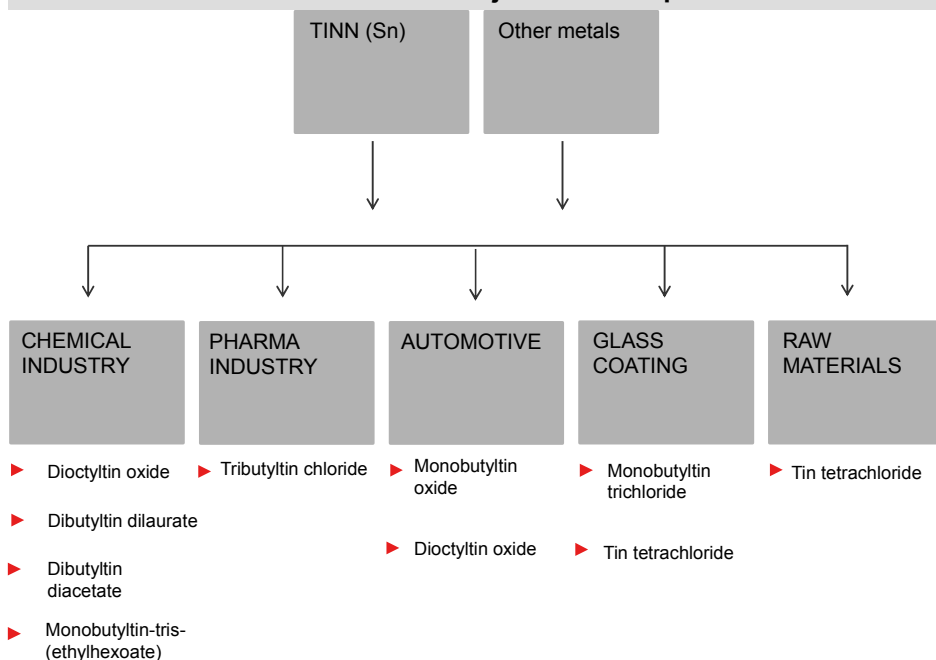 TINN (Sn)
Other metals
CHEMICAL
INDUSTRY
PHARMA
INDUSTRY
AUTOMOTIVE
GLASS
COATING
RAW
MATERIALS
Dioctyltin oxide
Dibutyltin dilaurate
Dibutyltin
diacetate
Monobutyltin-tris-
(ethylhexoate)
Tributyltin chloride
Monobutyltin
oxide
Dioctyltin oxide
Monobutyltin
trichloride
Tin tetrachloride
Tin tetrachloride